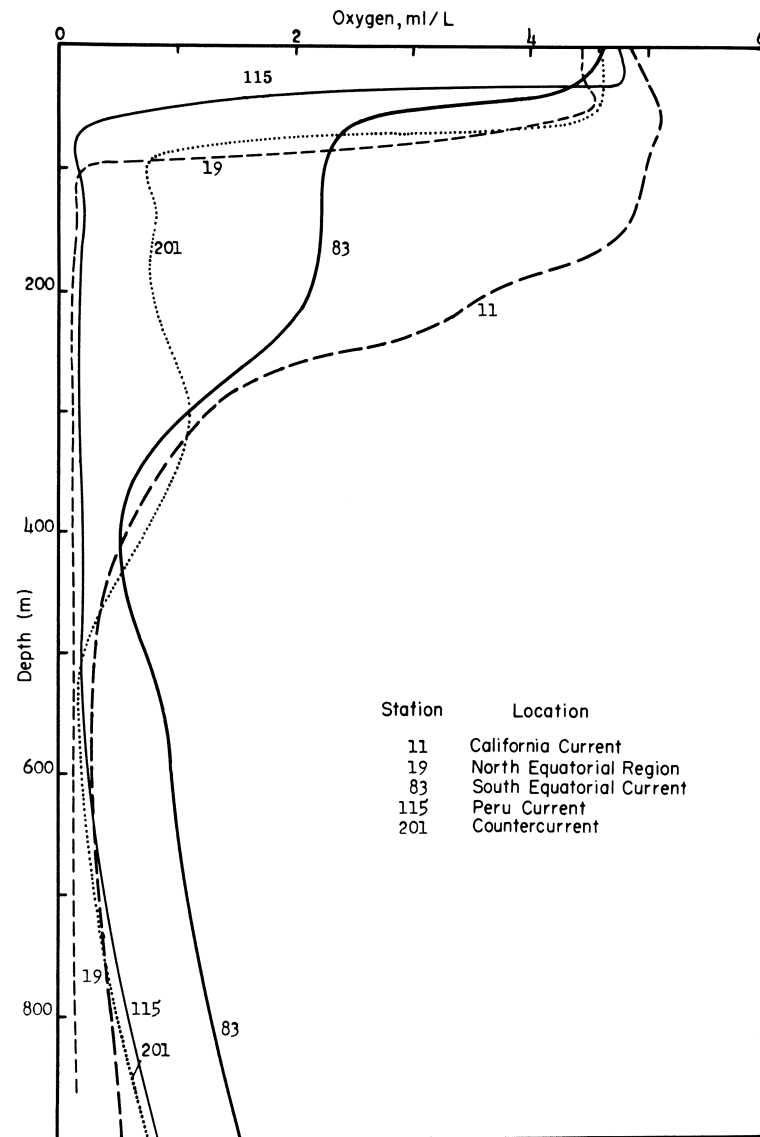 Oxygen, ml/L
0 2 4 6
115
19
201
83
11
200
400
Depth (m)
Station Location
11 California Current
600
19 North Equatorial Region
83 South Equatorial Current
115 Peru Current
201 Countercurrent
19
800
115
83
201